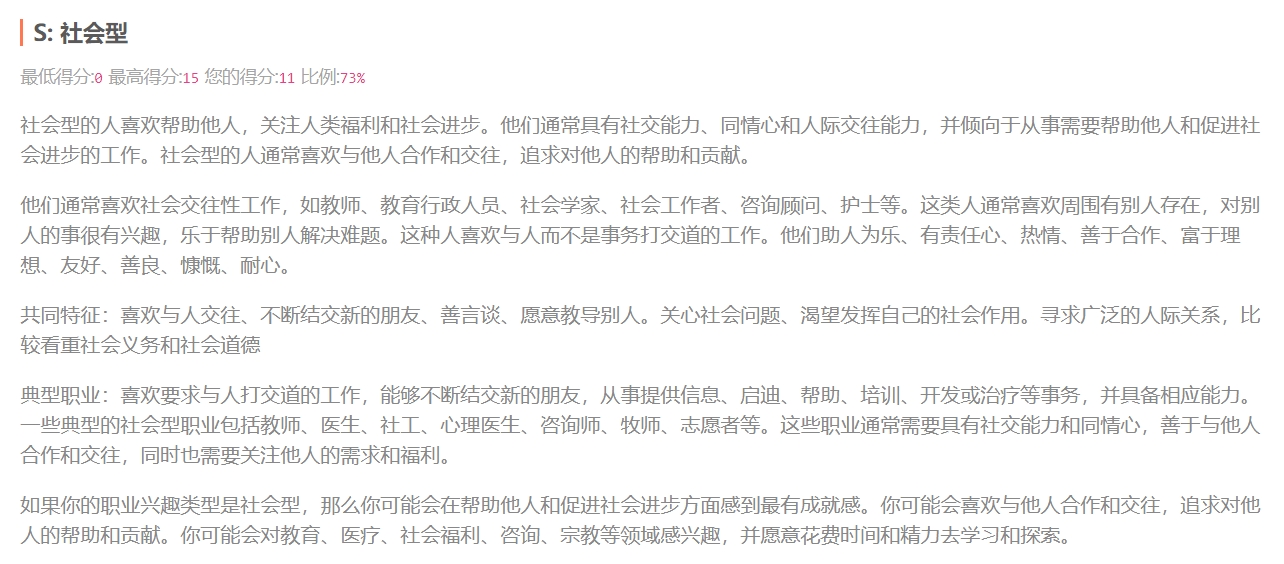 S: 社会型
最低得分:0 最高得分:15 您的得分:11 比例:73%
社会型的人喜欢帮助他人，关注人类福利和社会进步。他们通常具有社交能力、同情心和人际交往能力，并倾向于从事需要帮助他人和促进社
会进步的工作。社会型的人通常喜欢与他人合作和交往，追求对他人的帮助和贡献。
他们通常喜欢社会交往性工作，如教师、教育行政人员、社会学家、社会工作者、咨询顾问、护士等。这类人通常喜欢周围有别人存在，对别
人的事很有兴趣，乐于帮助别人解决难题。这种人喜欢与人而不是事务打交道的工作。他们助人为乐、有责任心、热情、善于合作、富于理
想、友好、善良、慷慨、耐心。
共同特征：喜欢与人交往、不断结交新的朋友、善言谈、愿意教导别人。关心社会问题、渴望发挥自己的社会作用。寻求广泛的人际关系，比
较看重社会义务和社会道德
典型职业：喜欢要求与人打交道的工作，能够不断结交新的朋友，从事提供信息、启迪、帮助、培训、开发或治疗等事务，并具备相应能力。
一些典型的社会型职业包括教师、医生、社工、心理医生、咨询师、牧师、志愿者等。这些职业通常需要具有社交能力和同情心，善于与他人
合作和交往，同时也需要关注他人的需求和福利。
如果你的职业兴趣类型是社会型，那么你可能会在帮助他人和促进社会进步方面感到最有成就感。你可能会喜欢与他人合作和交往，追求对他
人的帮助和贡献。你可能会对教育、医疗、社会福利、咨询、宗教等领域感兴趣，并愿意花费时间和精力去学习和探索。